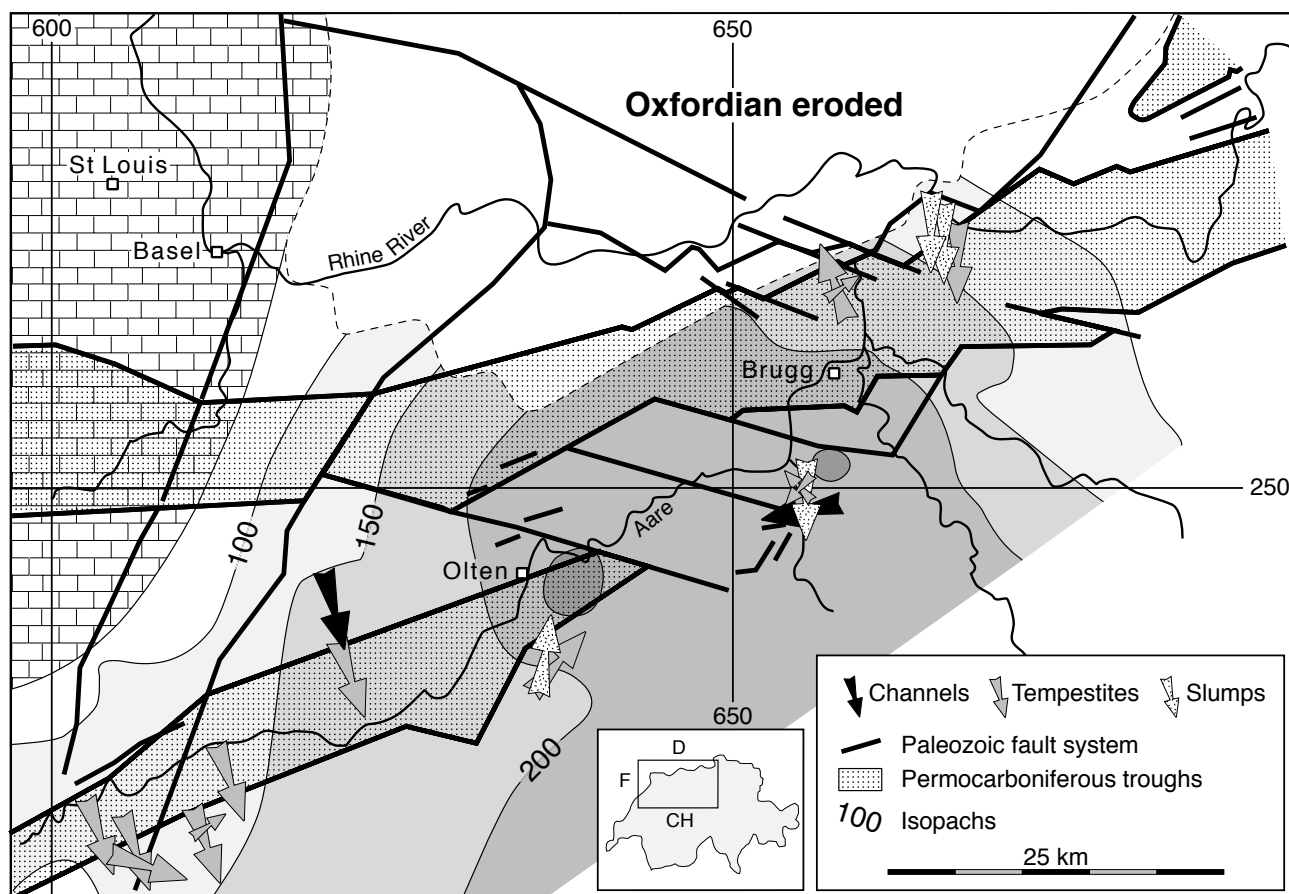 600
650
Oxfordian eroded
St Louis
Basel
Rhine River
Brugg
250
100
150
Aare
Olten
650
200
D
F
CH
Channels
Tempestites
Slumps
Paleozoic fault system
Permocarboniferous troughs
100 Isopachs
25 km